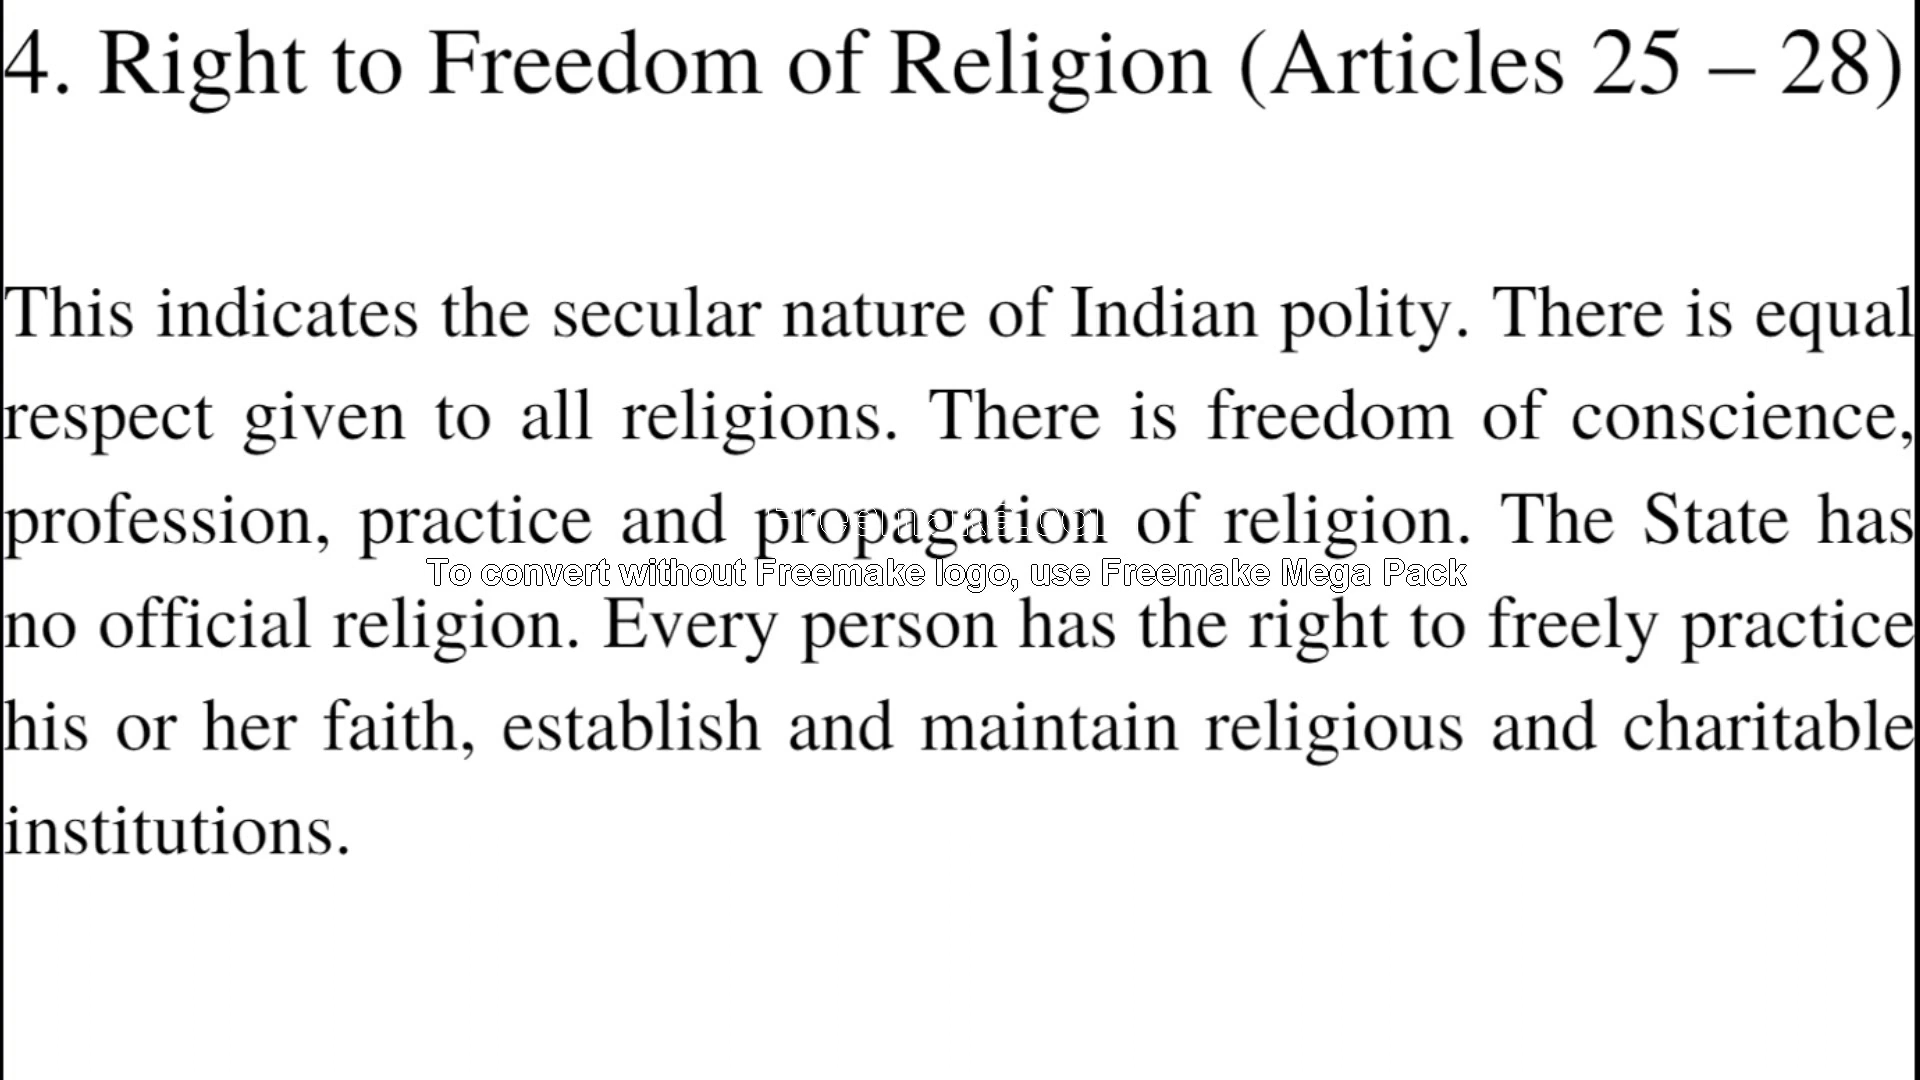 4. Right to Freedom of Religion (Articles 25 – 28)
This indicates the secular nature of Indian polity. There is equal
respect given to all religions. There is freedom of conscience,
profession, practice and propagation of religion. The State has
To convert without Freemake logo, use Freemake Mega Pack
no official religion. Every person has the right to freely practice
his or her faith, establish and maintain religious and charitable
institutions.